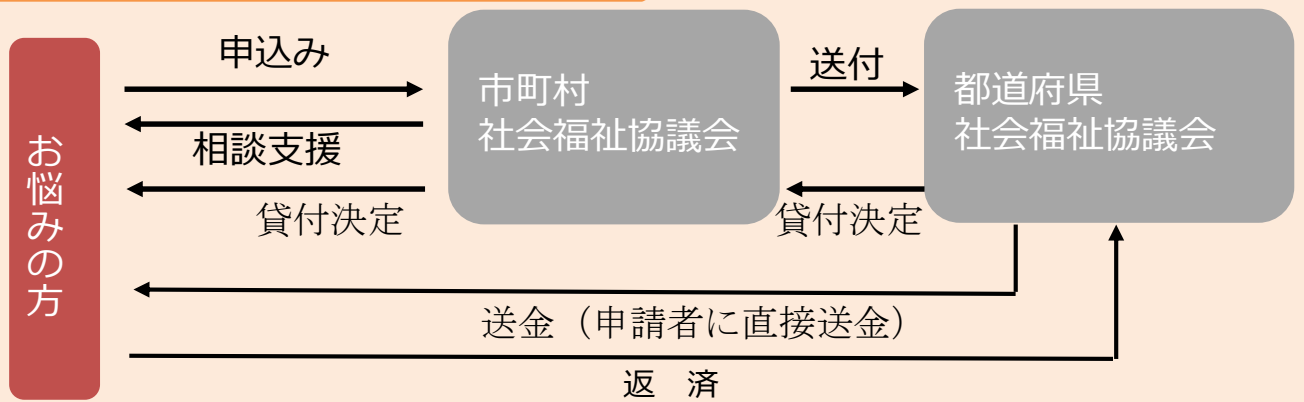 お悩みの方
申込み
相談支援
貸付決定
市町村
社会福祉協議会
送付
貸付決定
都道府県
社会福祉協議会
送金（申請者に直接送金）
返　済